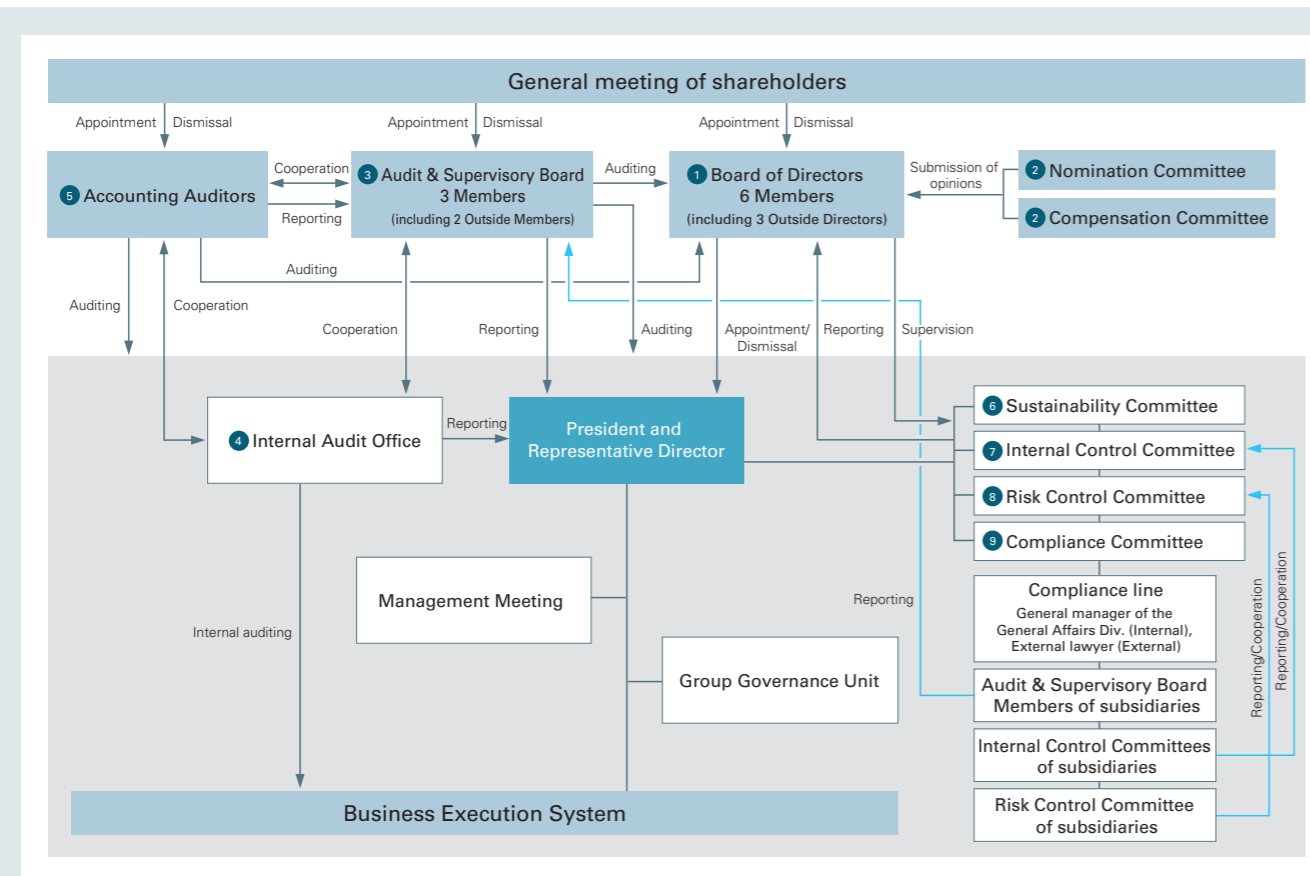 General meeting of shareholders
Appointment Dismissal
Appointment Dismissal
Appointment Dismissal
5 Accounting Auditors
Cooperation
Reporting
3 Audit & Supervisory Board
3 Members
(including 2 Outside Members)
Auditing
1 Board of Directors
6 Members
(including 3 Outside Directors)
Submission of
opinions
2 Nomination Committee
2 Compensation Committee
Auditing
Auditing
Cooperation
Cooperation
Reporting
Auditing
Appointment/
Dismissal
Reporting
Supervision
4 Internal Audit Office
Reporting
President and
Representative Director
6 Sustainability Committee
7 Internal Control Committee
8 Risk Control Committee
9 Compliance Committee
Management Meeting
Internal auditing
Group Governance Unit
Reporting
Compliance line
General manager of the
General Affairs Div. (Internal),
External lawyer (External)
Audit & Supervisory Board
Members of subsidiaries
Internal Control Committees
of subsidiaries
Risk Control Committee
of subsidiaries
Reporting/Cooperation
Reporting/Cooperation
Business Execution System